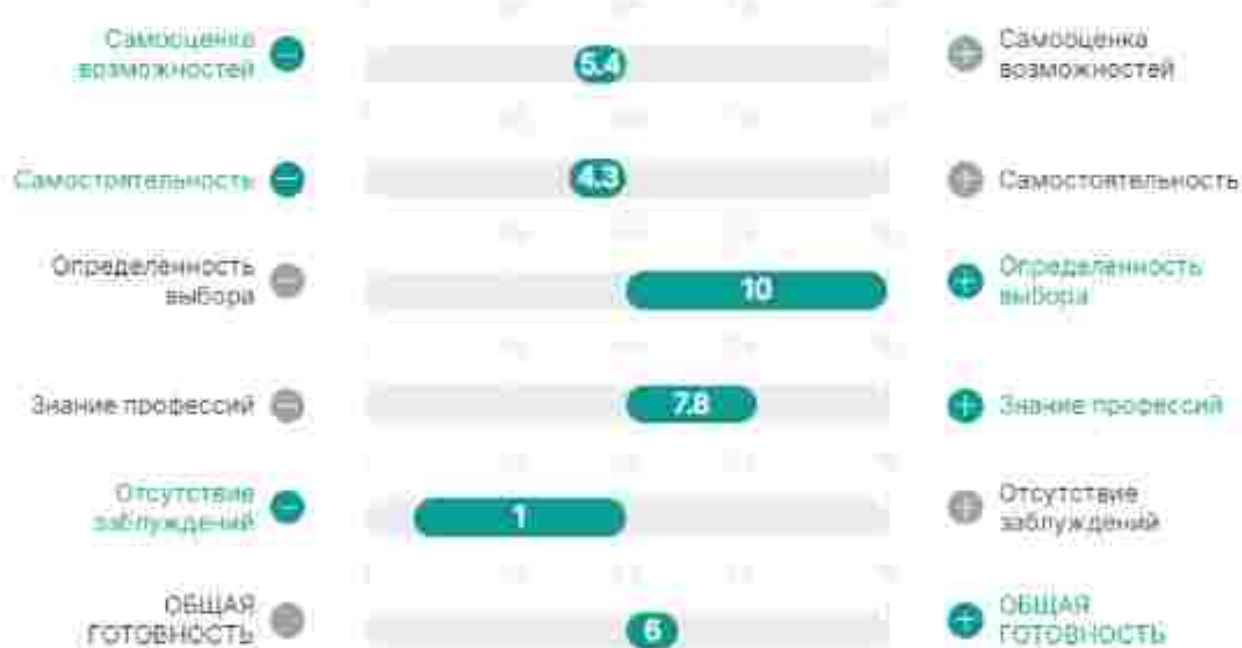 Самооценка
возможностей
5.4
Самооценка
возможностей
Самостоятельность
4.3
Самостоятельность
Определенность
выбора
10
Определенность
выбора
Знание профессий
7.8
Знание профессий
Отсутствие
заблуждений
1
Отсутствие
заблуждений
ОБЩАЯ
ГОТОВНОСТЬ
6
ОБЩАЯ
ГОТОВНОСТЬ